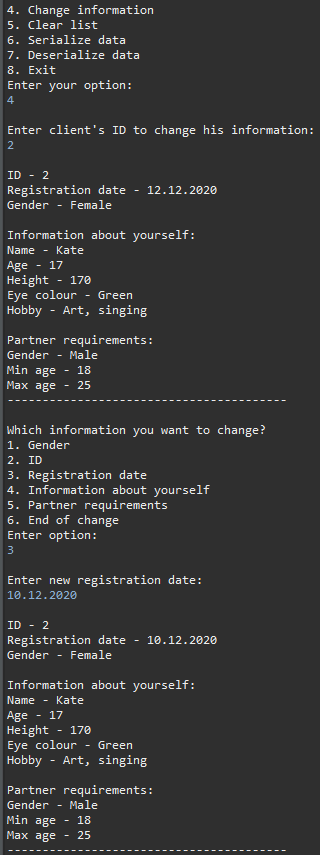 4. Change information
5. Clear list
6. Serialize data
7. Deserialize data
8. Exit
Enter your option:
4
Enter client's ID to change his information:
2
ID - 2
Registration date - 12.12.2020
Gender - Female
Information about yourself:
Name - Kate
Age - 17
Height - 170
Eye colour - Green
Hobby - Art, singing
Partner requirements:
Gender - Male
Min age - 18
Max age - 25
-----------------------------------------
Which information you want to change?
1. Gender
2. ID
3. Registration date
4. Information about yourself
5. Partner requirements
6. End of change
Enter option:
3
Enter new registration date:
10.12.2020
ID - 2
Registration date - 10.12.2020
Gender - Female
Information about yourself:
Name - Kate
Age - 17
Height - 170
Eye colour - Green
Hobby - Art, singing
Partner requirements:
Gender - Male
Min age - 18
Max age - 25
-----------------------------------------